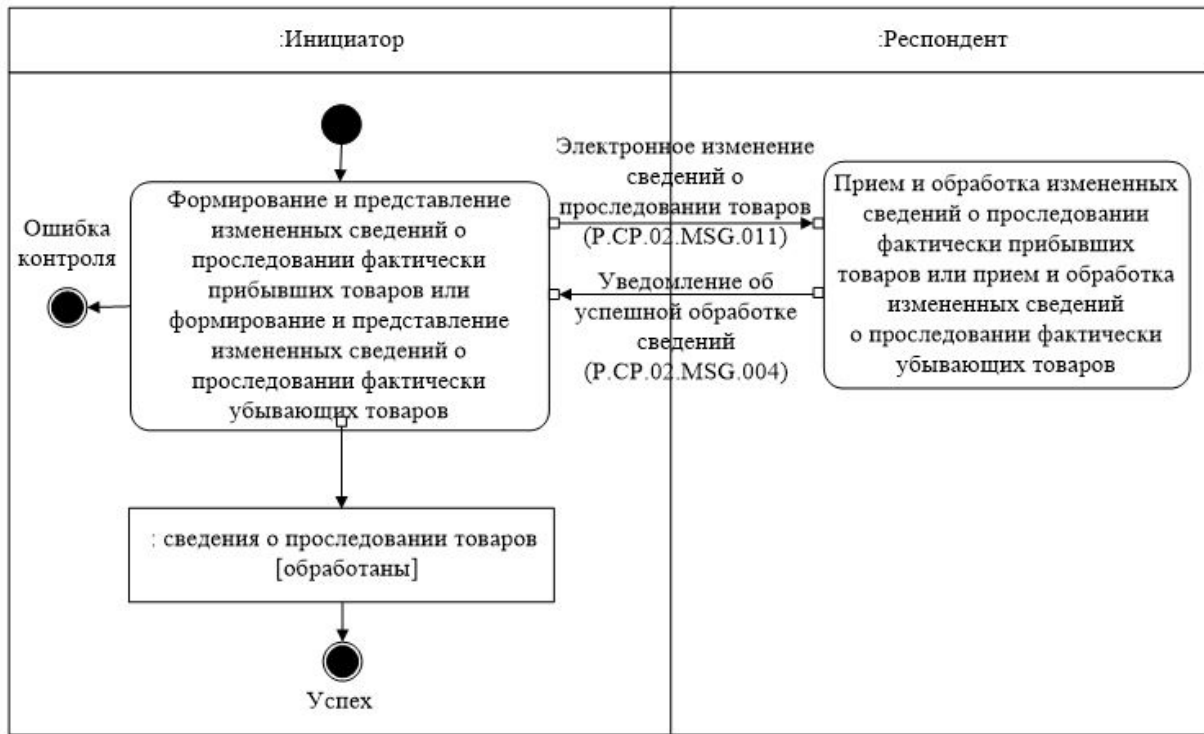 :Инициатор
:Респондент
Ошибка
контроля
Формирование и представление
измененных сведений о
проследовании фактически
прибывших товаров или
формирование и представление
измененных сведений о
проследовании фактически
убывающих товаров
Электронное изменение
сведений о
проследовании товаров
(P.CP.02.MSG.011)
Уведомление об
успешной обработке
сведений
(P.CP.02.MSG.004)
Прием и обработка измененных
сведений о проследовании
фактически прибывших
товаров или прием и обработка
измененных сведений
о проследовании фактически
убывающих товаров
: сведения о проследовании товаров
[обработаны]
Успех